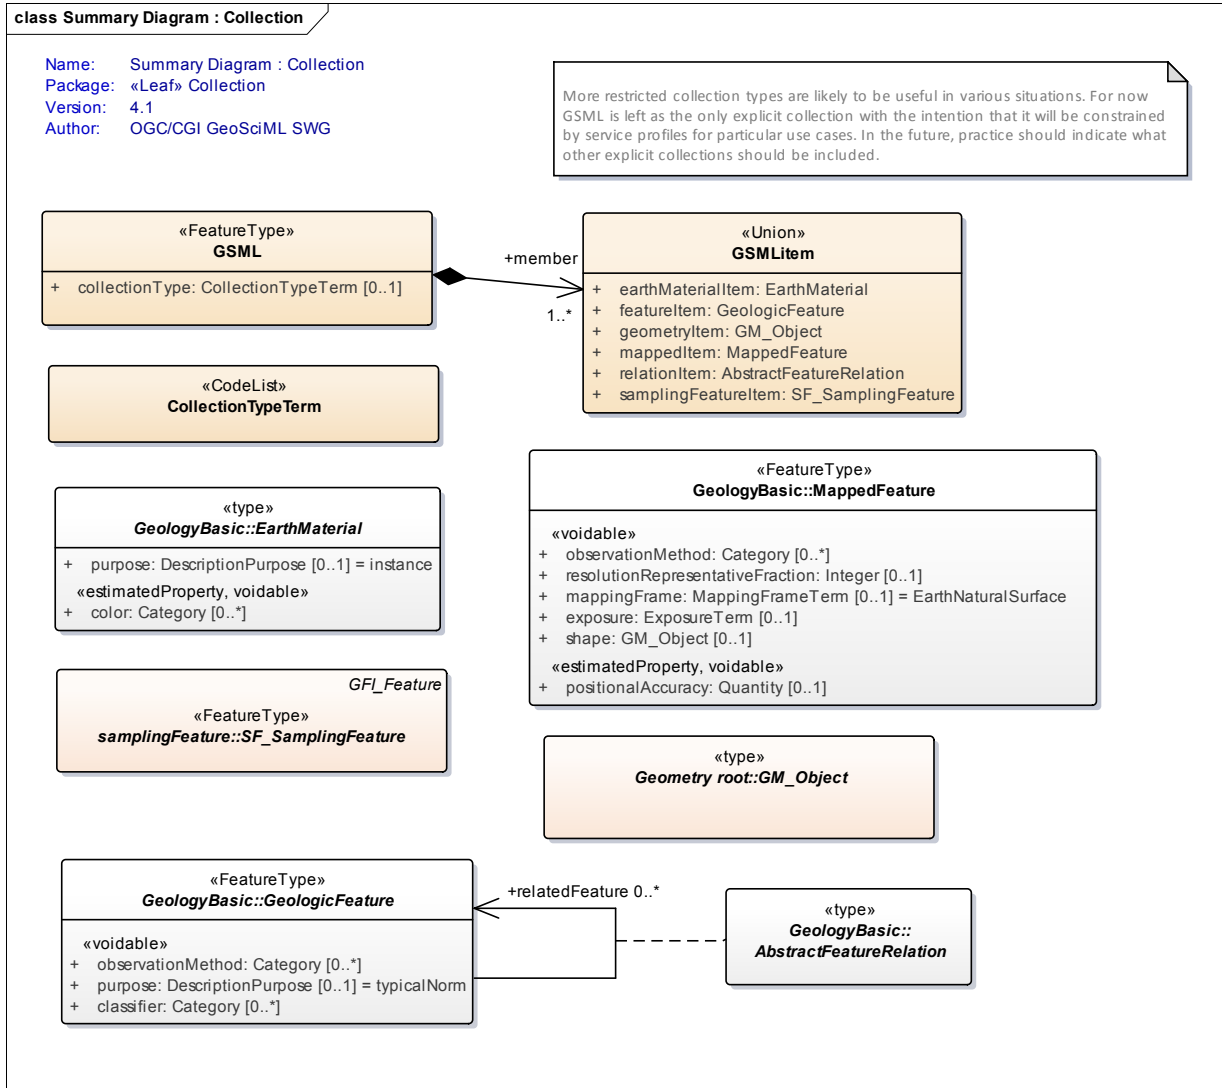 class Summary Diagram : Collection
Name: Summary Diagram : Collection
Package: «Leaf» Collection
Version: 4.1
Author: OGC/CGI GeoSciML SWG
More restricted collection types are likely to be useful in various situations. For now
GSML is left as the only explicit collection with the intention that it will be constrained
by service profiles for particular use cases. In the future, practice should indicate what
other explicit collections should be included.
«FeatureType»
GSML
+ collectionType: CollectionTypeTerm [0..1]
+member
1..*
«Union»
GSMLitem
+ earthMaterialItem: EarthMaterial
+ featureItem: GeologicFeature
+ geometryItem: GM_Object
+ mappedItem: MappedFeature
+ relationItem: AbstractFeatureRelation
+ samplingFeatureItem: SF_SamplingFeature
«CodeList»
CollectionTypeTerm
«type»
GeologyBasic::EarthMaterial
+ purpose: DescriptionPurpose [0..1] = instance
«estimatedProperty, voidable»
+ color: Category [0..*]
«FeatureType»
GeologyBasic::MappedFeature
«voidable»
+ observationMethod: Category [0..*]
+ resolutionRepresentativeFraction: Integer [0..1]
+ mappingFrame: MappingFrameTerm [0..1] = EarthNaturalSurface
+ exposure: ExposureTerm [0..1]
+ shape: GM_Object [0..1]
«estimatedProperty, voidable»
+ positionalAccuracy: Quantity [0..1]
GFI_Feature
«FeatureType»
samplingFeature::SF_SamplingFeature
«type»
Geometry root::GM_Object
«FeatureType»
GeologyBasic::GeologicFeature
«voidable»
+ observationMethod: Category [0..*]
+ purpose: DescriptionPurpose [0..1] = typicalNorm
+ classifier: Category [0..*]
+relatedFeature 0..*
«type»
GeologyBasic::
AbstractFeatureRelation